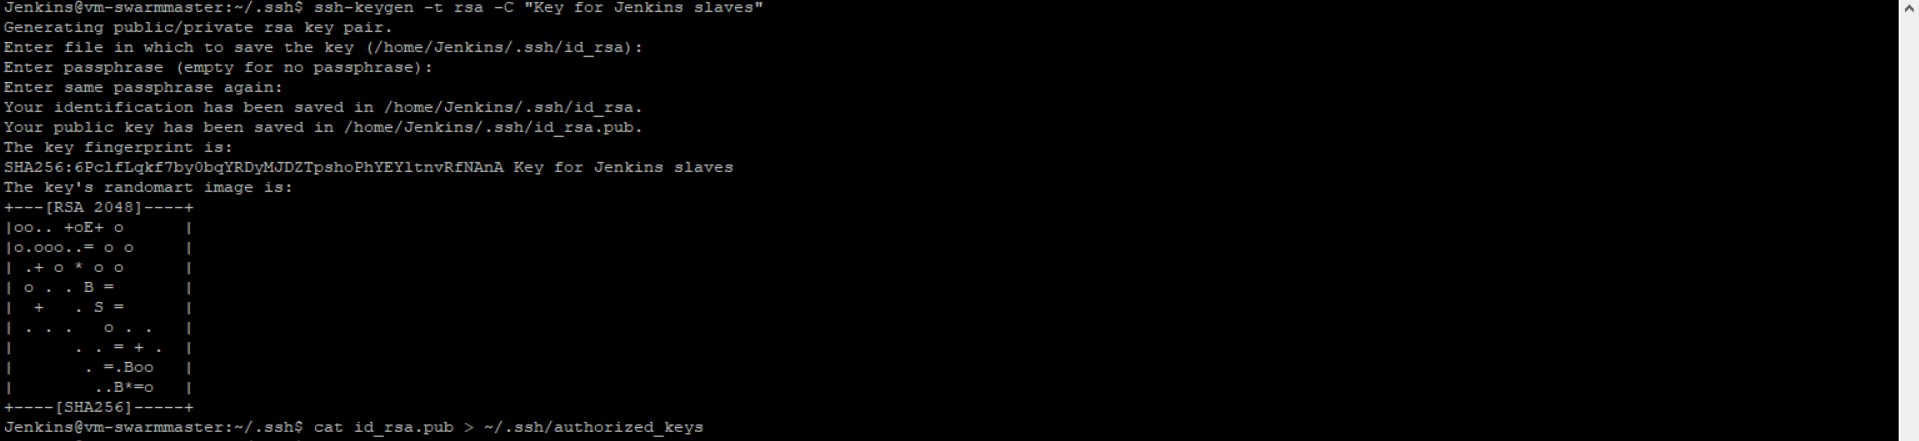 Jenkins@vm-swarmmaster:~/.ssh$ ssh-keygen -t rsa -C "Key for Jenkins slaves"
Generating public/private rsa key pair.
Enter file in which to save the key (/home/Jenkins/.ssh/id_rsa):
Enter passphrase (empty for no passphrase):
Enter same passphrase again:
Your identification has been saved in /home/Jenkins/.ssh/id_rsa.
Your public key has been saved in /home/Jenkins/.ssh/id_rsa.pub.
The key fingerprint is:
SHA256:6PclfLqkf7by0bqYRDyMJDZTpshoPhYEYltnvRfNAnA Key for Jenkins slaves
The key's randomart image is:
+---[RSA 2048]----+
|oo.. +oE+ o      |
|o.ooo..= o o     |
| .+ o * o o      |
| o . . B =       |
|  +   . S =      |
| . . .   o . .   |
|      . . = + .  |
|       . =.Boo   |
|        ..B*=o   |
+----[SHA256]-----+
Jenkins@vm-swarmmaster:~/.ssh$ cat id_rsa.pub > ~/.ssh/authorized_keys